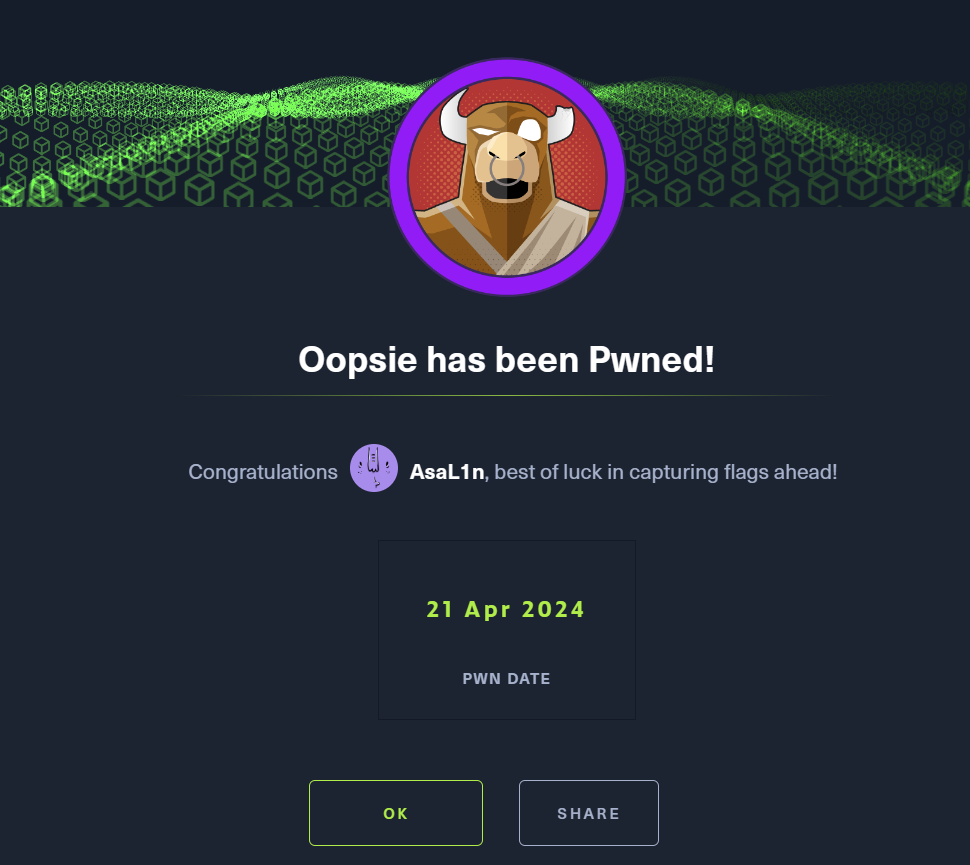 Oopsie has been Pwned!
Congratulations AsaL1n, best of luck in capturing flags ahead!
21 Apr 2024
PWN DATE
OK
SHARE